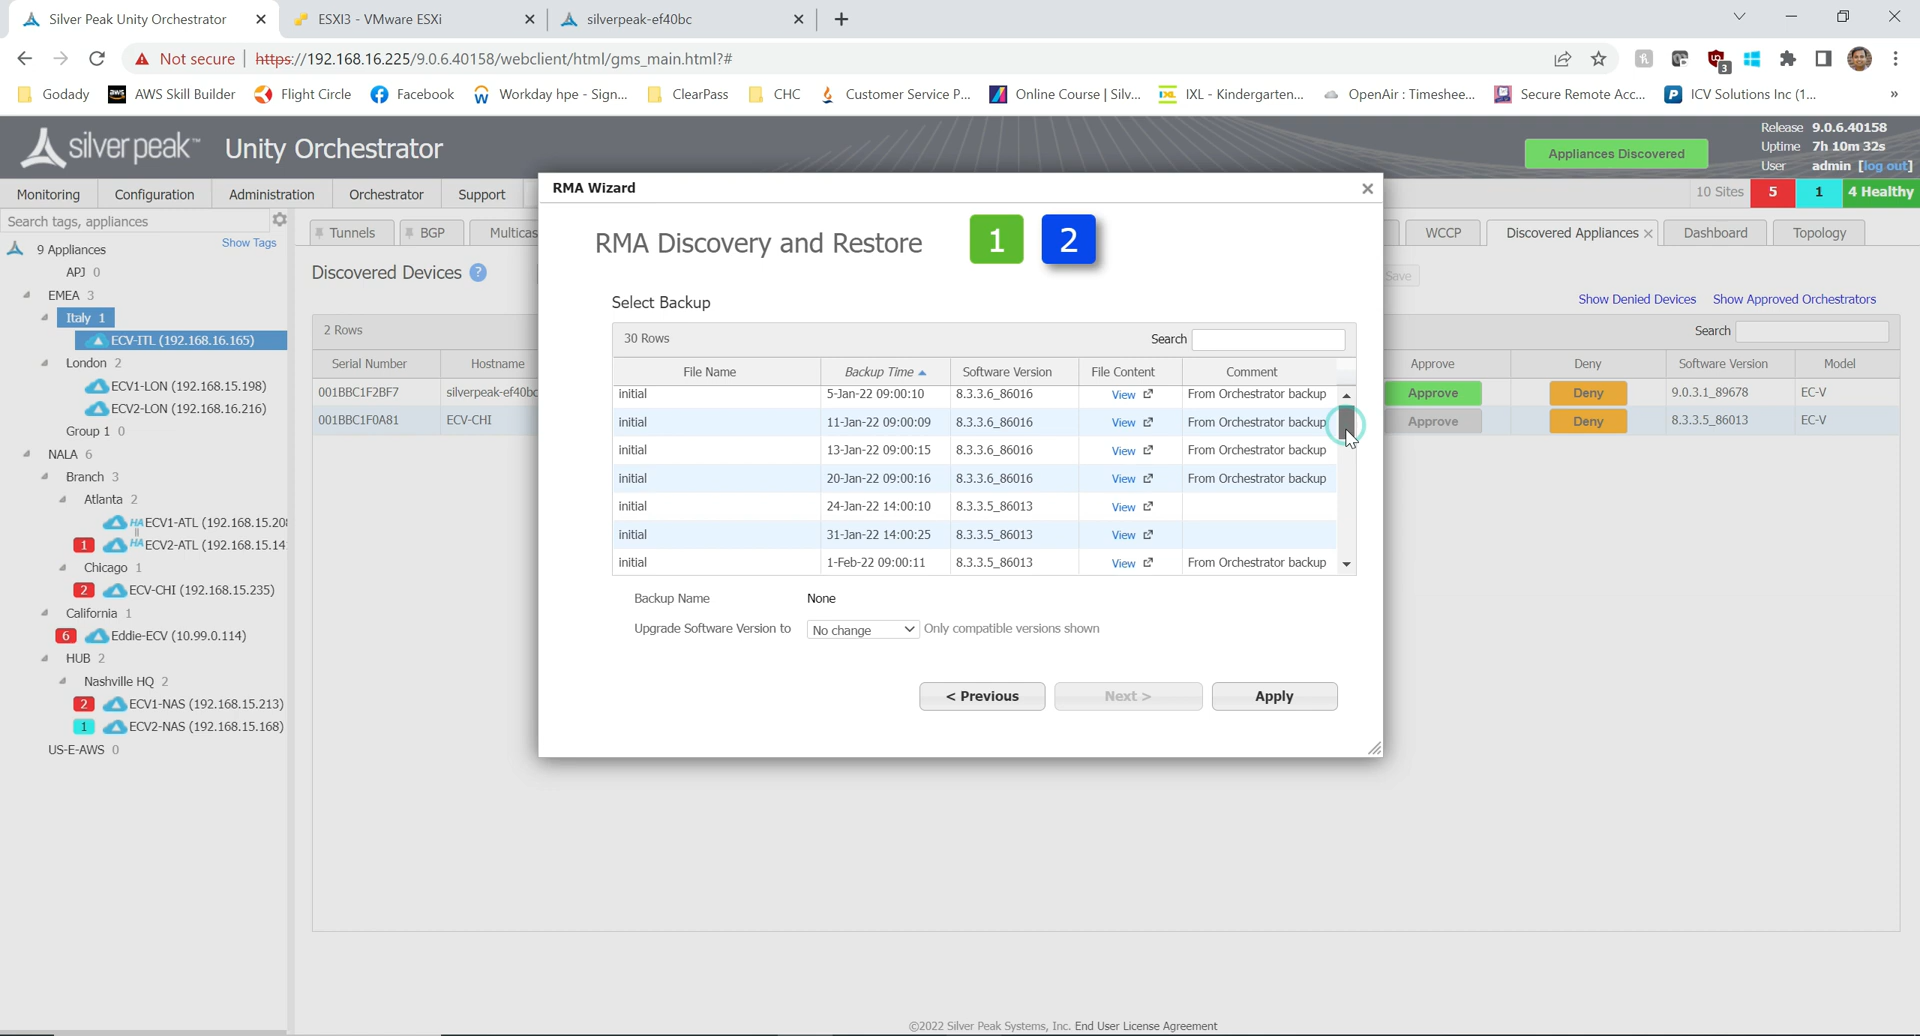 Silver Peak Unity Orchestrator
ESXI3 - VMware ESXi
silverpeak-ef40bc
Not secure
https://192.168.16.225/9.0.6.40158/webclient/html/gms_main.html?#
3
Godady
AWS Skill Builder
Flight Circle
Facebook
Workday hpe - Sign...
ClearPass
CHC
Customer Service P...
Online Course | Silv...
IXL - Kindergarten...
OpenAir : Timeshee...
Secure Remote Acc...
ICV Solutions Inc (1...
»
silver peak™
Unity Orchestrator
Appliances Discovered
Release 9.0.6.40158
Uptime 7h 10m 32s
User admin [log out]
Monitoring
Configuration
Administration
Orchestrator
Support
10 Sites
5
1
4 Healthy
Search tags, appliances
Show Tags
9 Appliances
APJ 0
EMEA 3
Italy 1
ECV-ITL (192.168.16.165)
London 2
ECV1-LON (192.168.15.198)
ECV2-LON (192.168.16.216)
Group 1 0
NALA 6
Branch 3
Atlanta 2
HA ECV1-ATL (192.168.15.208
1 HA ECV2-ATL (192.168.15.14
Chicago 1
2 ECV-CHI (192.168.15.235)
California 1
6 Eddie-ECV (10.99.0.114)
HUB 2
Nashville HQ 2
2 ECV1-NAS (192.168.15.213)
1 ECV2-NAS (192.168.15.168)
US-E-AWS 0
Tunnels
BGP
Multicas
WCCP
Discovered Appliances
Dashboard
Topology
Discovered Devices ?
Save
Show Denied Devices
Show Approved Orchestrators
2 Rows
Search
Serial Number
Hostname
Approve
Deny
Software Version
Model
001BBC1F2BF7 silverpeak-ef40bc Approve Deny 9.0.3.1_89678 EC-V
001BBC1F0A81 ECV-CHI Approve Deny 8.3.3.5_86013 EC-V
RMA Wizard
RMA Discovery and Restore
1
2
Select Backup
30 Rows
Search
File Name Backup Time Software Version File Content Comment
initial 5-Jan-22 09:00:10 8.3.3.6_86016 View From Orchestrator backup
initial 11-Jan-22 09:00:09 8.3.3.6_86016 View From Orchestrator backup
initial 13-Jan-22 09:00:15 8.3.3.6_86016 View From Orchestrator backup
initial 20-Jan-22 09:00:16 8.3.3.6_86016 View From Orchestrator backup
initial 24-Jan-22 14:00:10 8.3.3.5_86013 View
initial 31-Jan-22 14:00:25 8.3.3.5_86013 View
initial 1-Feb-22 09:00:11 8.3.3.5_86013 View From Orchestrator backup
Backup Name None
Upgrade Software Version to No change Only compatible versions shown
< Previous
Next >
Apply
©2022 Silver Peak Systems, Inc. End User License Agreement